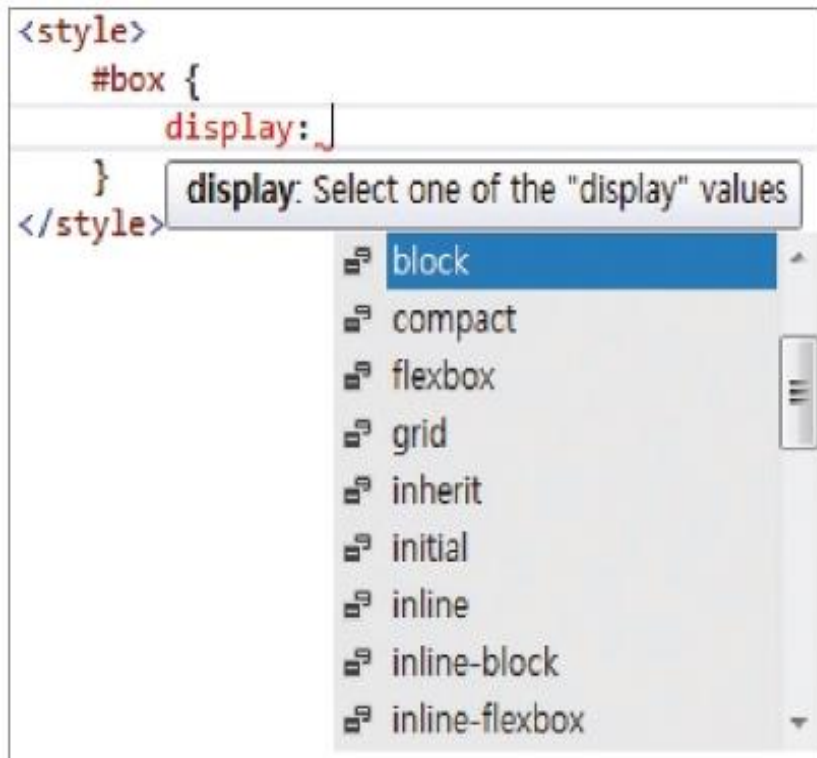 <style>
#box {
display:
}
display: Select one of the "display" values
</style>
block
compact
flexbox
grid
inherit
initial
inline
inline-block
inline-flexbox